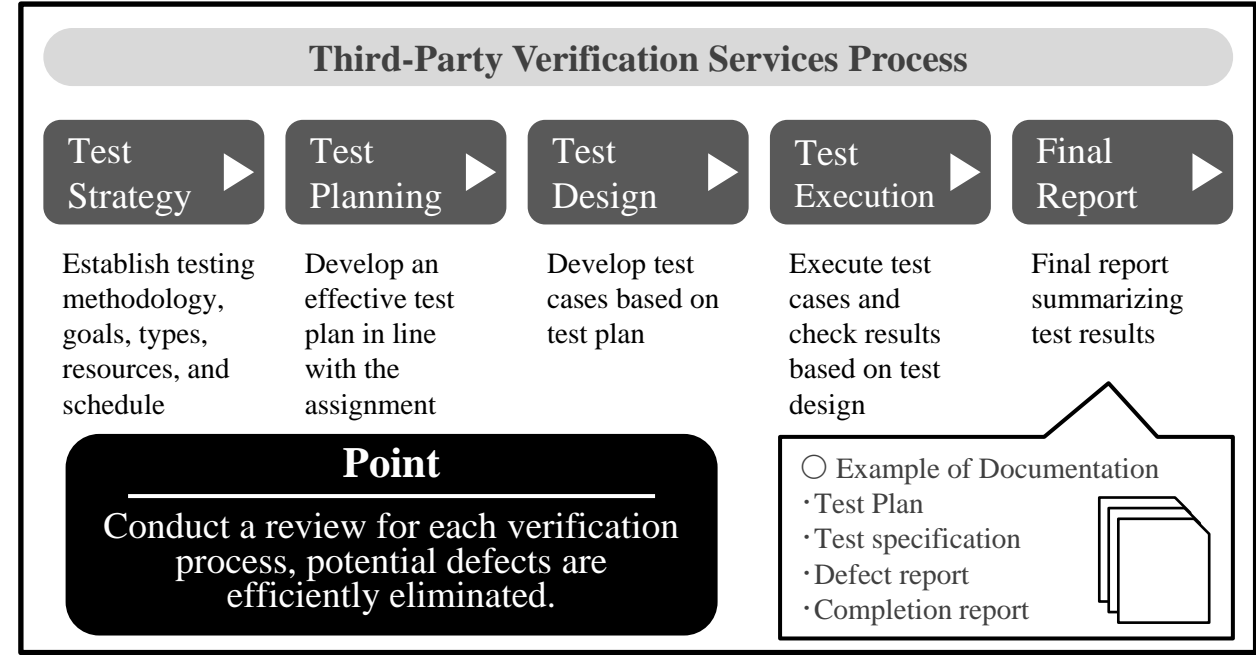 Third-Party Verification Services Process
Test
Strategy
Establish testing
methodology,
goals, types,
resources, and
schedule
Test
Planning
Develop an
effective test
plan in line
with the
assignment
Test
Design
Develop test
cases based on
test plan
Test
Execution
Execute test
cases and
check results
based on test
design
Final
Report
Final report
summarizing
test results
Point
Conduct a review for each verification
process, potential defects are
efficiently eliminated.
○ Example of Documentation
･Test Plan
･Test specification
･Defect report
･Completion report